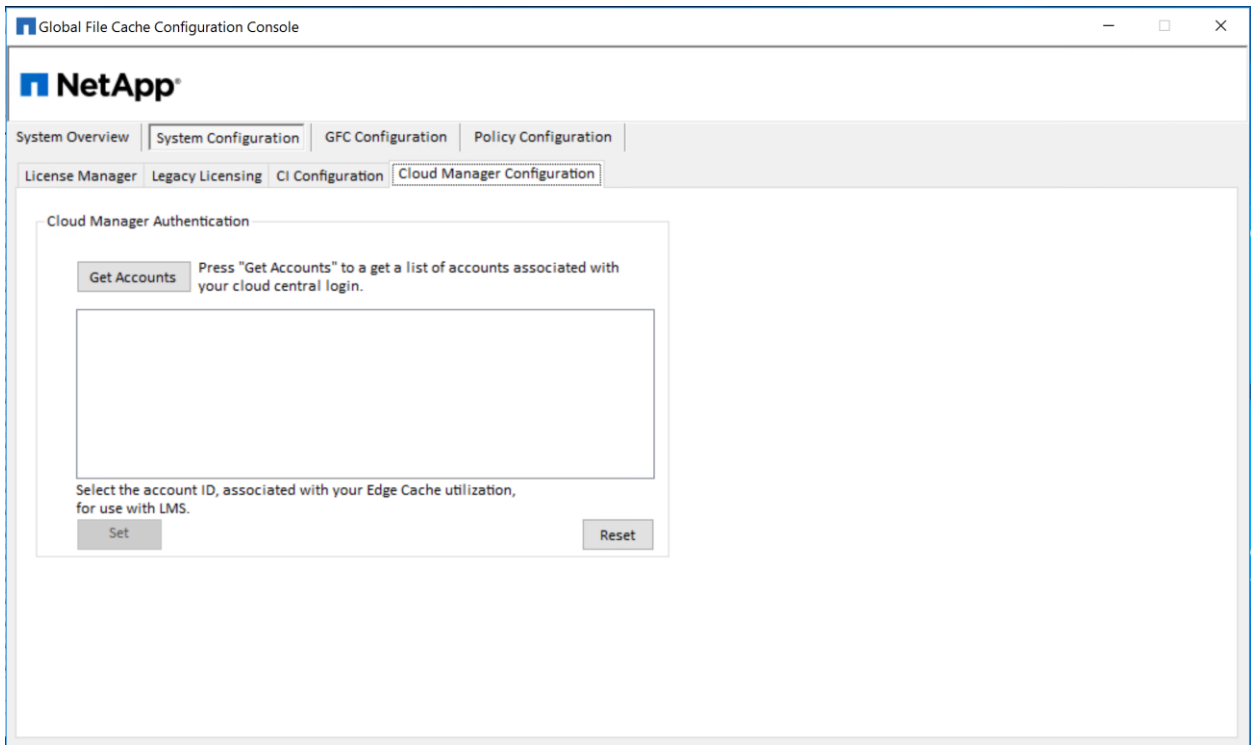 Global File Cache Configuration Console
NetApp®
System Overview System Configuration GFC Configuration Policy Configuration
License Manager Legacy Licensing CI Configuration Cloud Manager Configuration
Cloud Manager Authentication
Get Accounts
Press "Get Accounts" to a get a list of accounts associated with
your cloud central login.
Select the account ID, associated with your Edge Cache utilization,
for use with LMS.
Set Reset